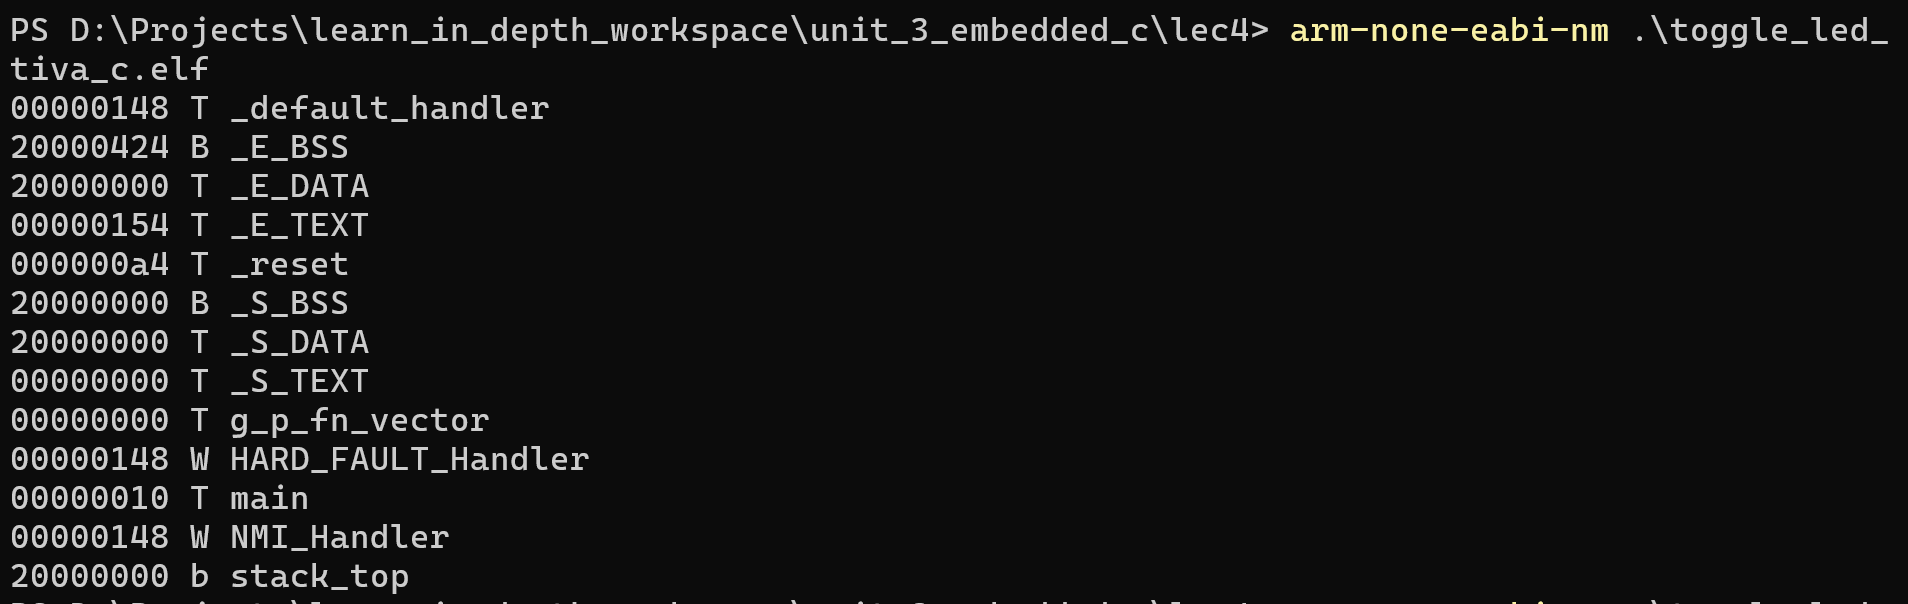 PS D:\Projects\learn_in_depth_workspace\unit_3_embedded_c\lec4> arm-none-eabi-nm .\toggle_led_
tiva_c.elf
00000148 T _default_handler
20000424 B _E_BSS
20000000 T _E_DATA
00000154 T _E_TEXT
000000a4 T _reset
20000000 B _S_BSS
20000000 T _S_DATA
00000000 T _S_TEXT
00000000 T g_p_fn_vector
00000148 W HARD_FAULT_Handler
00000010 T main
00000148 W NMI_Handler
20000000 b stack_top